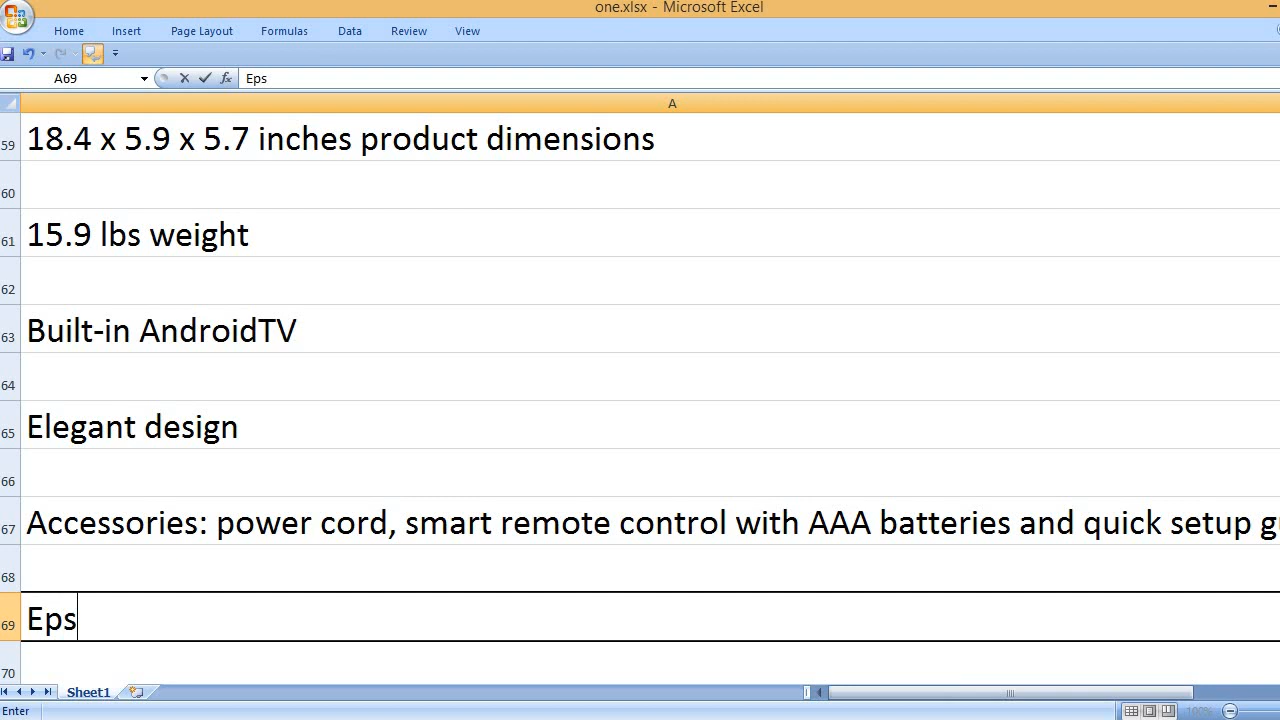 one.xlsx - Microsoft Excel
Home Insert Page Layout Formulas Data Review View
A69 fx Eps
A
59 18.4 x 5.9 x 5.7 inches product dimensions
60
61 15.9 lbs weight
62
63 Built-in AndroidTV
64
65 Elegant design
66
67 Accessories: power cord, smart remote control with AAA batteries and quick setup
68
69 Eps
70
Sheet1
Enter 100%